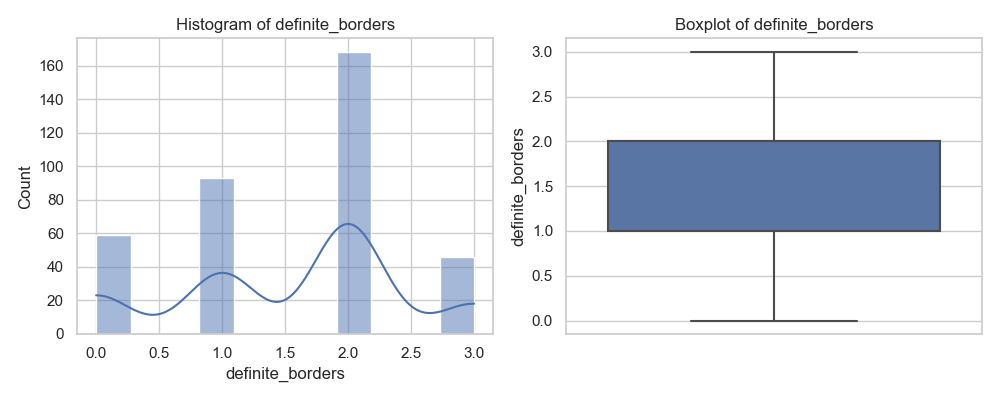 Histogram of definite_borders
160
140
120
100
80
60
40
20
0
Count
0.0 0.5 1.0 1.5 2.0 2.5 3.0
definite_borders
Boxplot of definite_borders
3.0
2.5
2.0
1.5
1.0
0.5
0.0
definite_borders